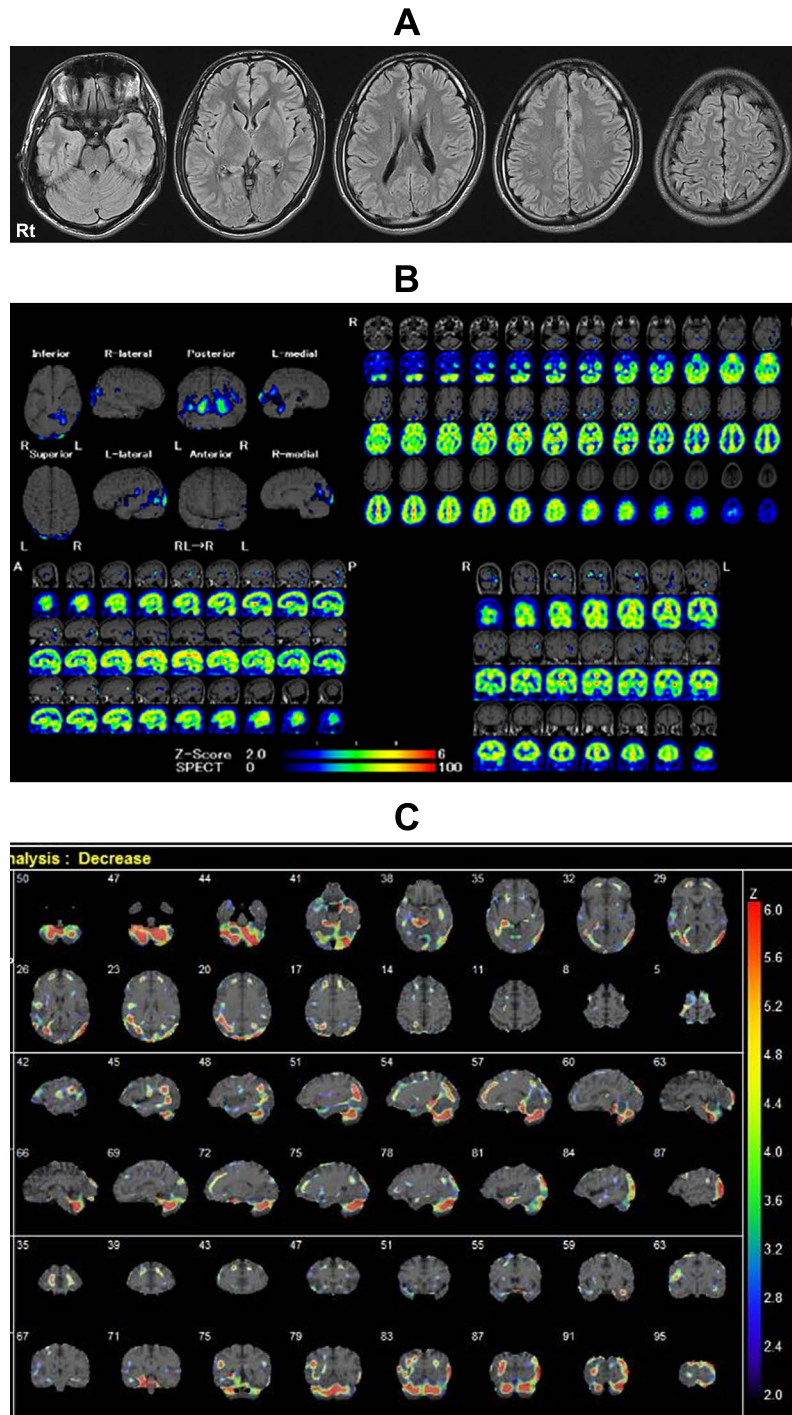 A
Rt
B
Inferior R-lateral Posterior L-medial
R L L R
Superior L-lateral Anterior R-medial
L R RL→R L
R
A P
R L
Z-Score 2.0 6
SPECT 0 100
C
nalysis : Decrease
50 47 44 41 38 35 32 29
26 23 20 17 14 11 8 5
42 45 48 51 54 57 60 63
66 69 72 75 78 81 84 87
35 39 43 47 51 55 59 63
67 71 75 79 83 87 91 95
Z
6.0
5.6
5.2
4.8
4.4
4.0
3.6
3.2
2.8
2.4
2.0